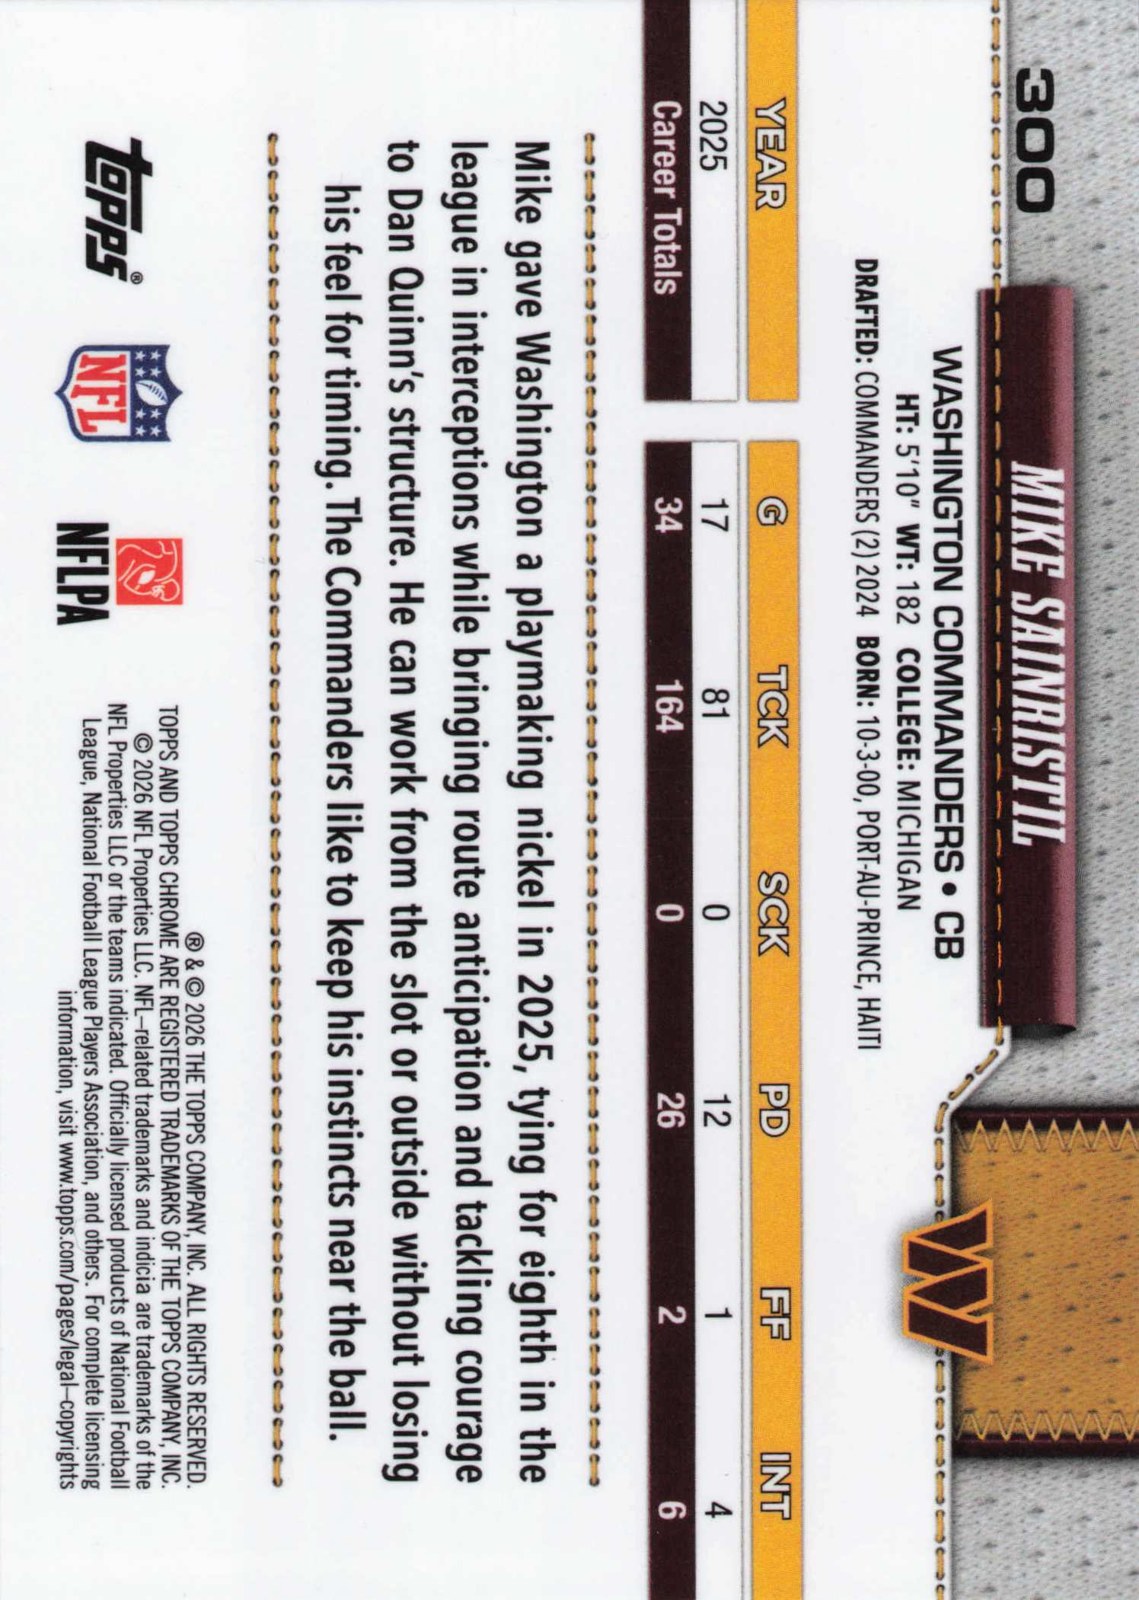 300
MIKE SAINRISTIL
WASHINGTON COMMANDERS • CB
HT: 5'10" WT: 182 COLLEGE: MICHIGAN
DRAFTED: COMMANDERS (2) 2024 BORN: 10-3-00, PORT-AU-PRINCE, HAITI
W
YEAR G TCK SCK PD FF INT
2025 17 81 0 12 1 4
Career Totals 34 164 0 26 2 6
Mike gave Washington a playmaking nickel in 2025, tying for eighth in the
league in interceptions while bringing route anticipation and tackling courage
to Dan Quinn's structure. He can work from the slot or outside without losing
his feel for timing. The Commanders like to keep his instincts near the ball.
topps®
NFL
NFLPA
® & © 2026 THE TOPPS COMPANY, INC. ALL RIGHTS RESERVED.
TOPPS AND TOPPS CHROME ARE REGISTERED TRADEMARKS OF THE TOPPS COMPANY, INC.
© 2026 NFL Properties LLC. NFL-related trademarks and indicia are trademarks of the
NFL Properties LLC or the teams indicated. Officially licensed products of National Football
League, National Football League Players Association, and others. For complete licensing
information, visit www.topps.com/pages/legal-copyrights